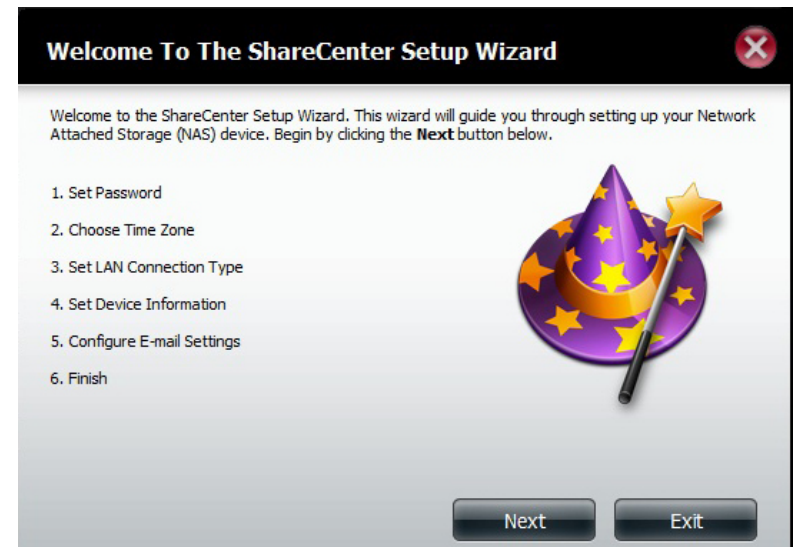 Welcome To The ShareCenter Setup Wizard
Welcome to the ShareCenter Setup Wizard. This wizard will guide you through setting up your Network
Attached Storage (NAS) device. Begin by clicking the Next button below.
1. Set Password
2. Choose Time Zone
3. Set LAN Connection Type
4. Set Device Information
5. Configure E-mail Settings
6. Finish
Next
Exit